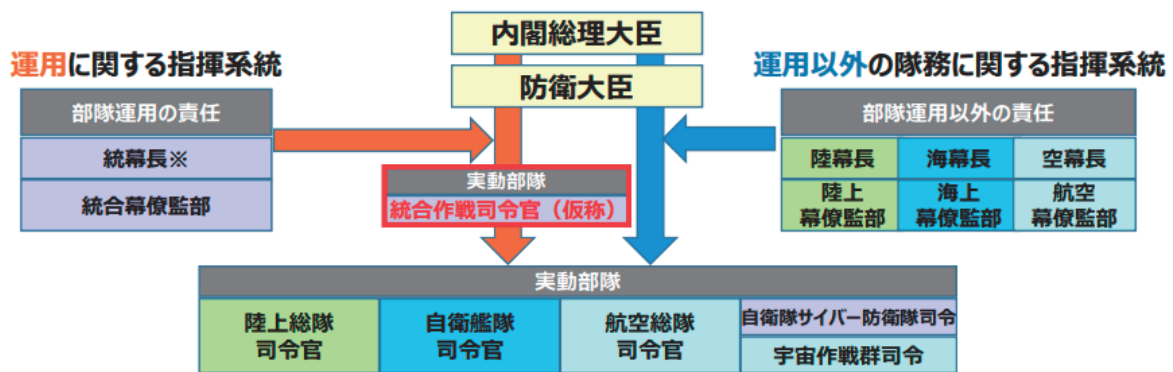 内閣総理大臣
運用に関する指揮系統
運用以外の隊務に関する指揮系統
防衛大臣
部隊運用の責任
部隊運用以外の責任
統幕長※
陸幕長
海幕長
空幕長
統合幕僚監部
陸上
幕僚監部
海上
幕僚監部
航空
幕僚監部
実動部隊
統合作戦司令官（仮称）
実動部隊
陸上総隊
司令官
自衛艦隊
司令官
航空総隊
司令官
自衛隊サイバー防衛隊司令
宇宙作戦群司令